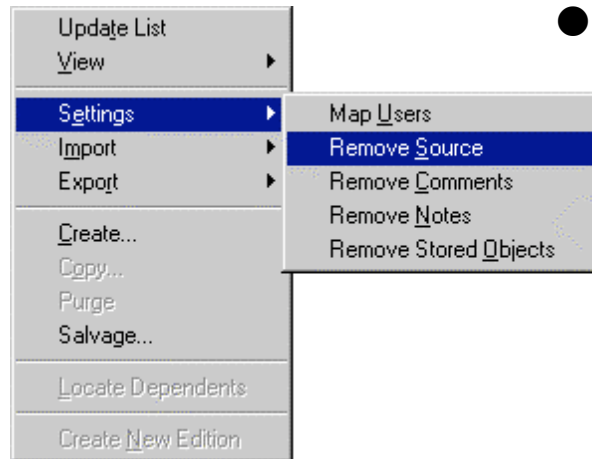 Update List
View
Settings
Import
Export
Create...
Copy...
Purge
Salvage...
Locate Dependents
Create New Edition
Map Users
Remove Source
Remove Comments
Remove Notes
Remove Stored Objects